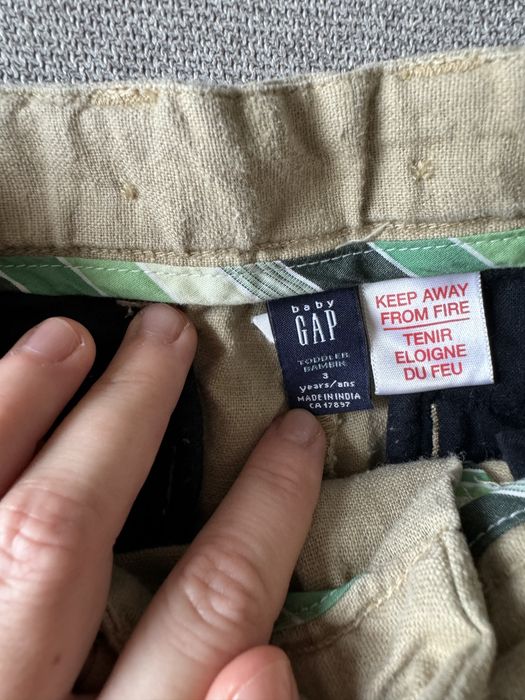 baby
GAP
TODDLER
BAMBIN
3
years/ans
MADE IN INDIA
CA 17897
KEEP AWAY
FROM FIRE
TENIR
ELOIGNE
DU FEU